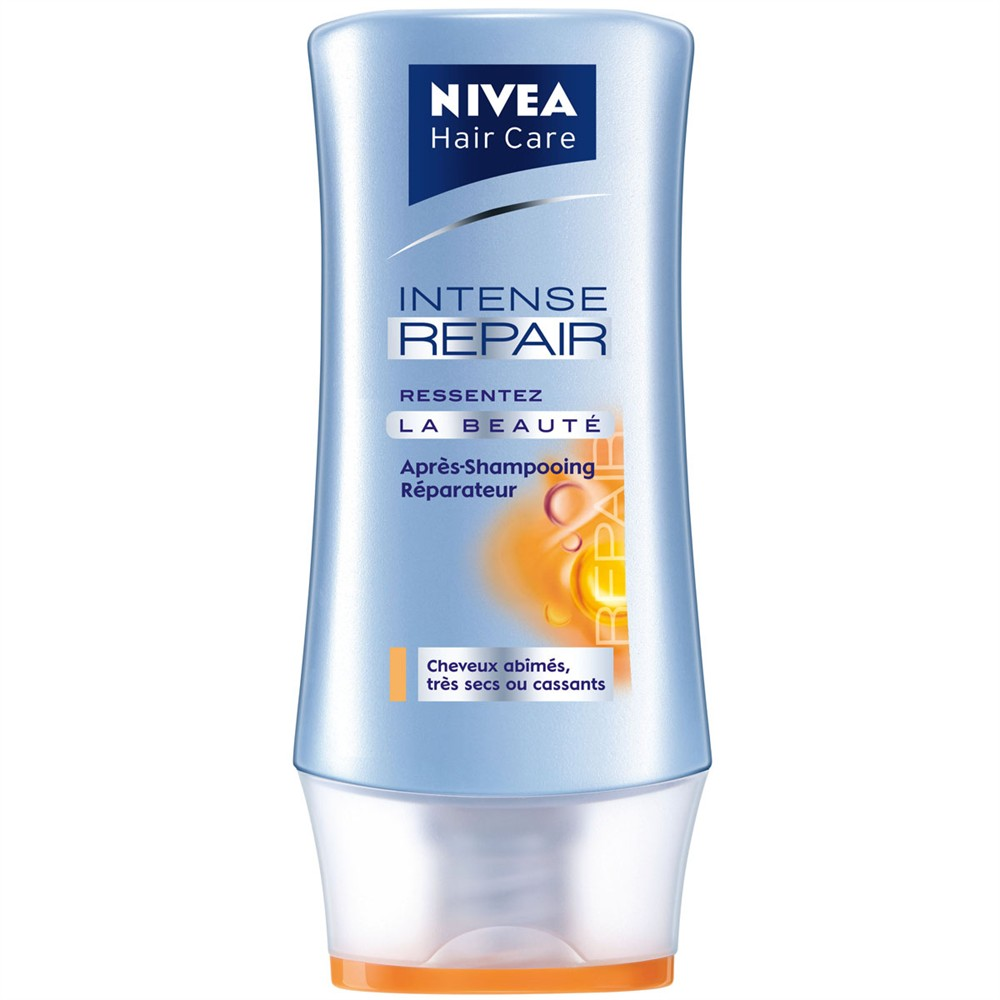 NIVEA
Hair Care
INTENSE
REPAIR
RESSENTEZ
LA BEAUTÉ
Après-Shampooing
Réparateur
REPAIR
Cheveux abîmés,
très secs ou cassants